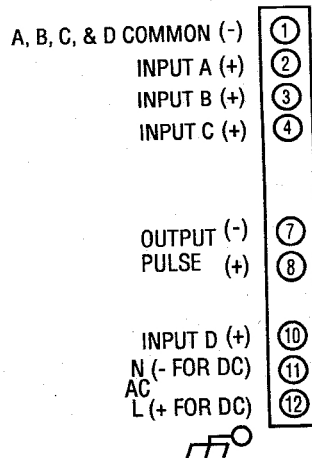 A, B, C, & D COMMON (-) 1
INPUT A (+) 2
INPUT B (+) 3
INPUT C (+) 4
OUTPUT (-) 7
PULSE (+) 8
INPUT D (+) 10
N (- FOR DC) 11
AC
L (+ FOR DC) 12